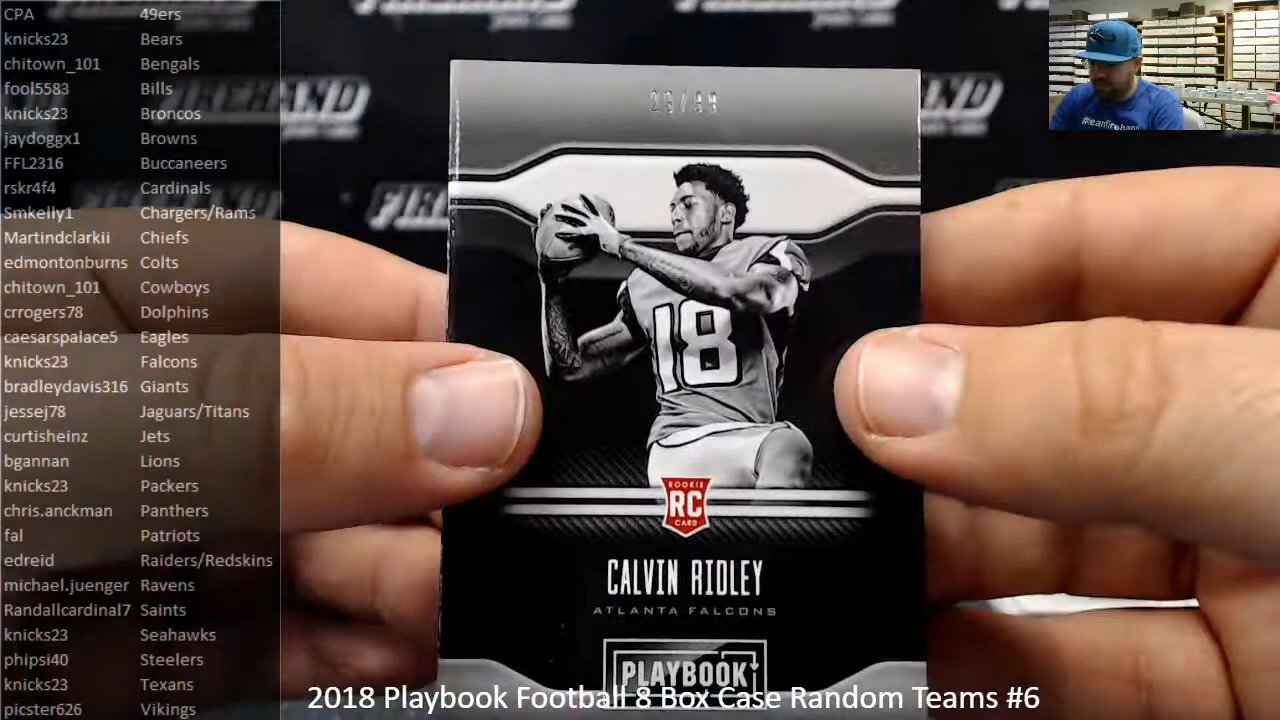 CPA 49ers
knicks23 Bears
chitown_101 Bengals
fool5583 Bills
knicks23 Broncos
jaydoggx1 Browns
FFL2316 Buccaneers
rskr4f4 Cardinals
Smkelly1 Chargers/Rams
Martindclarkii Chiefs
edmontonburns Colts
chitown_101 Cowboys
crrogers78 Dolphins
caesarspalace5 Eagles
knicks23 Falcons
bradleydavis316 Giants
jessej78 Jaguars/Titans
curtisheinz Jets
bgannan Lions
knicks23 Packers
chris.anckman Panthers
fal Patriots
edreid Raiders/Redskins
michael.juenger Ravens
Randallcardinal7 Saints
knicks23 Seahawks
phipsi40 Steelers
knicks23 Texans
picster626 Vikings
FIREHAND
18
ROOKIE
RC
CARD
CALVIN RIDLEY
ATLANTA FALCONS
PLAYBOOK
2018 Playbook Football 8 Box Case Random Teams #6